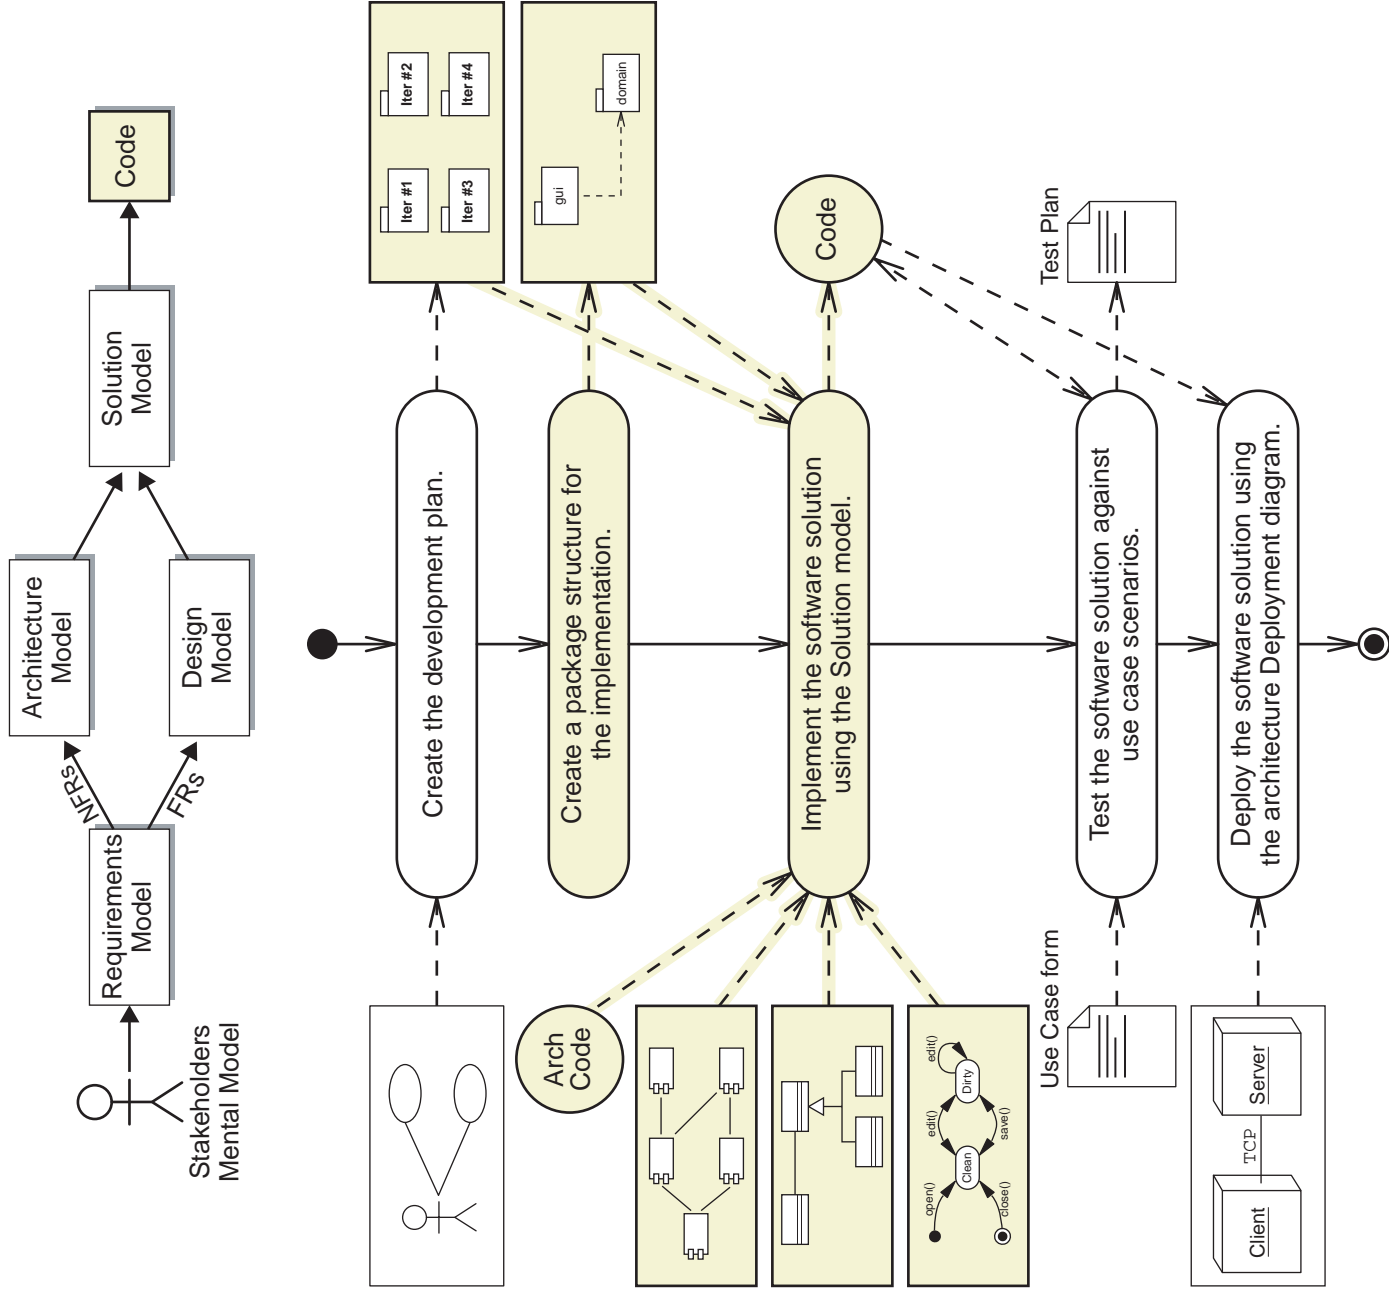 Stakeholders
Mental Model
Requirements
Model
NFRs
FRs
Architecture
Model
Design
Model
Solution
Model
Code
Create the development plan.
Iter #1
Iter #2
Iter #3
Iter #4
Create a package structure for
the implementation.
gui
domain
Arch
Code
Implement the software solution
using the Solution model.
Code
open()
close()
Clean
edit()
save()
Dirty
edit()
Use Case form
Test the software solution against
use case scenarios.
Test Plan
Client
TCP
Server
Deploy the software solution using
the architecture Deployment diagram.